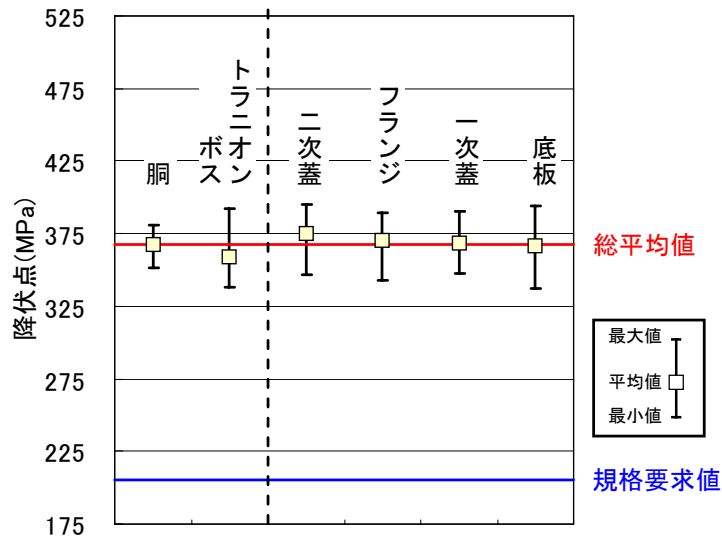 降伏点(MPa)
525
475
425
375
325
275
225
175
胴
トラニオン
ボス
二次蓋
フランジ
一次蓋
底板
総平均値
最大値
平均値
最小値
規格要求値